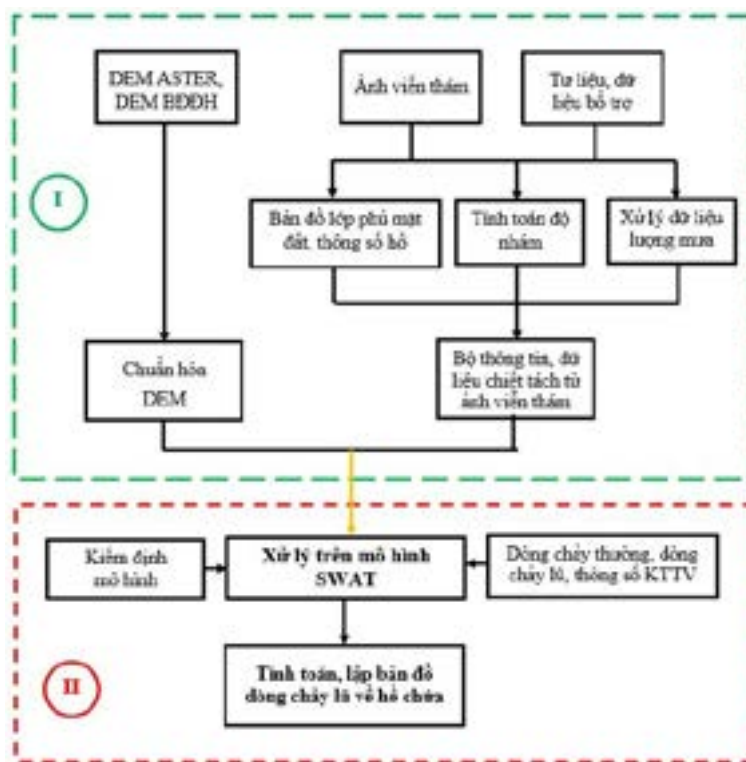 DEM ASTER,
DEM BĐĐH
Ảnh viễn thám
Tư liệu, dữ
liệu bổ trợ
I
Bản đồ lớp phủ mặt
đất, thông số hồ
Tính toán độ
nhám
Xử lý dữ liệu
lượng mưa
Chuẩn hóa
DEM
Bộ thông tin, dữ
liệu chiết tách từ
ảnh viễn thám
Kiểm định
mô hình
Xử lý trên mô hình
SWAT
Dòng chảy thường, dòng
chảy lũ, thông số KTTV
II
Tính toán, lập bản đồ
dòng chảy lũ về hồ chứa